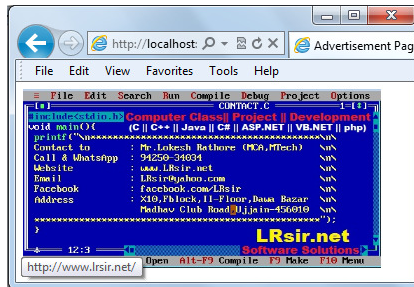 http://localhost:
Advertisement Pag
File Edit View Favorites Tools Help
≡ File Edit Search Run Compile Debug Project Options
[■] CONTACT.C 1=[↕]
#include<stdio.h> Computer Class|| Project || Development
void main(){ (C || C++ || Java || C# || ASP.NET || VB.NET || php)
printf("\n************************************************\n\
Contact to : Mr.Lokesh Rathore (MCA,MTech) \n\
Call & WhatsApp : 94250-34034 \n\
Website : www.LRsir.net \n\
Email : LRsir@yahoo.com \n\
Facebook : facebook.com/LRsir \n\
Address : X10,Fblock,II-Floor,Dawa Bazar \n\
Madhav Club Road Ujjain-456010 \n\
************************************************");
}
LRsir.net
12:3 Software Solutions
http://www.lrsir.net/ Open Alt-F9 Compile F9 Make F10 Menu